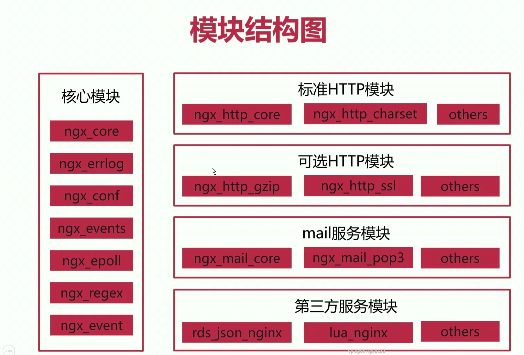 模块结构图
核心模块
ngx_core
ngx_errlog
ngx_conf
ngx_events
ngx_epoll
ngx_regex
ngx_event
标准HTTP模块
ngx_http_core ngx_http_charset others
可选HTTP模块
ngx_http_gzip ngx_http_ssl others
mail服务模块
ngx_mail_core ngx_mail_pop3 others
第三方服务模块
rds_json_nginx lua_nginx others